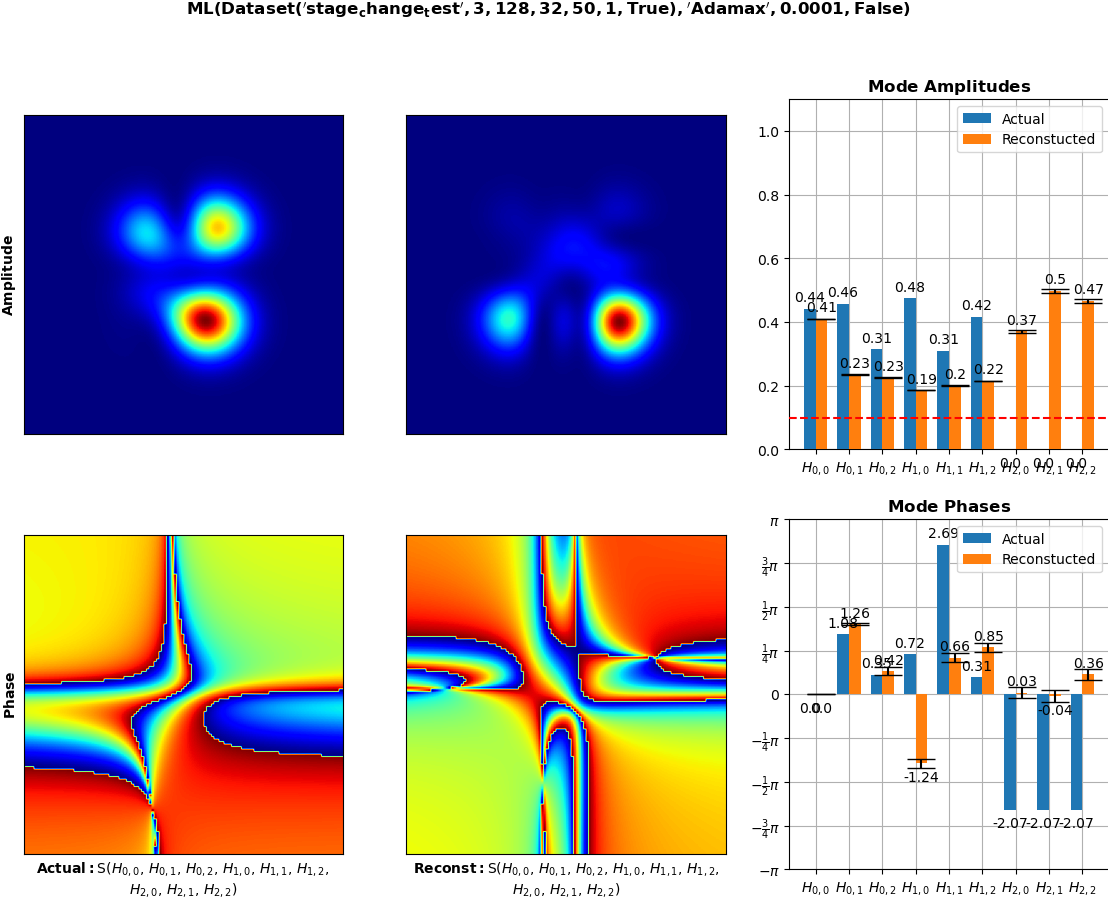 ML(Dataset('stage_change_test', 3, 128, 32, 50, 1, True), 'Adamax', 0.0001, False)
Amplitude
Mode Amplitudes
Actual
Reconstucted
1.0
0.8
0.6
0.4
0.2
0.0
0.44 0.46 0.31 0.48 0.31 0.42 0.0 0.0 0.0
0.41 0.23 0.23 0.19 0.2 0.22 0.37 0.5 0.47
H0,0 H0,1 H0,2 H1,0 H1,1 H1,2 H2,0 H2,1 H2,2
Phase
Mode Phases
Actual
Reconstucted
π
3/4π
1/2π
1/4π
0
−1/4π
−1/2π
−3/4π
−π
0.0 1.08 0.72 2.69 0.31 -2.07 -2.07 -2.07
0.0 1.26 0.42 -1.24 0.66 0.85 0.03 -0.04 0.36
H0,0 H0,1 H0,2 H1,0 H1,1 H1,2 H2,0 H2,1 H2,2
Actual: S(H0,0, H0,1, H0,2, H1,0, H1,1, H1,2,
H2,0, H2,1, H2,2)
Reconst: S(H0,0, H0,1, H0,2, H1,0, H1,1, H1,2,
H2,0, H2,1, H2,2)